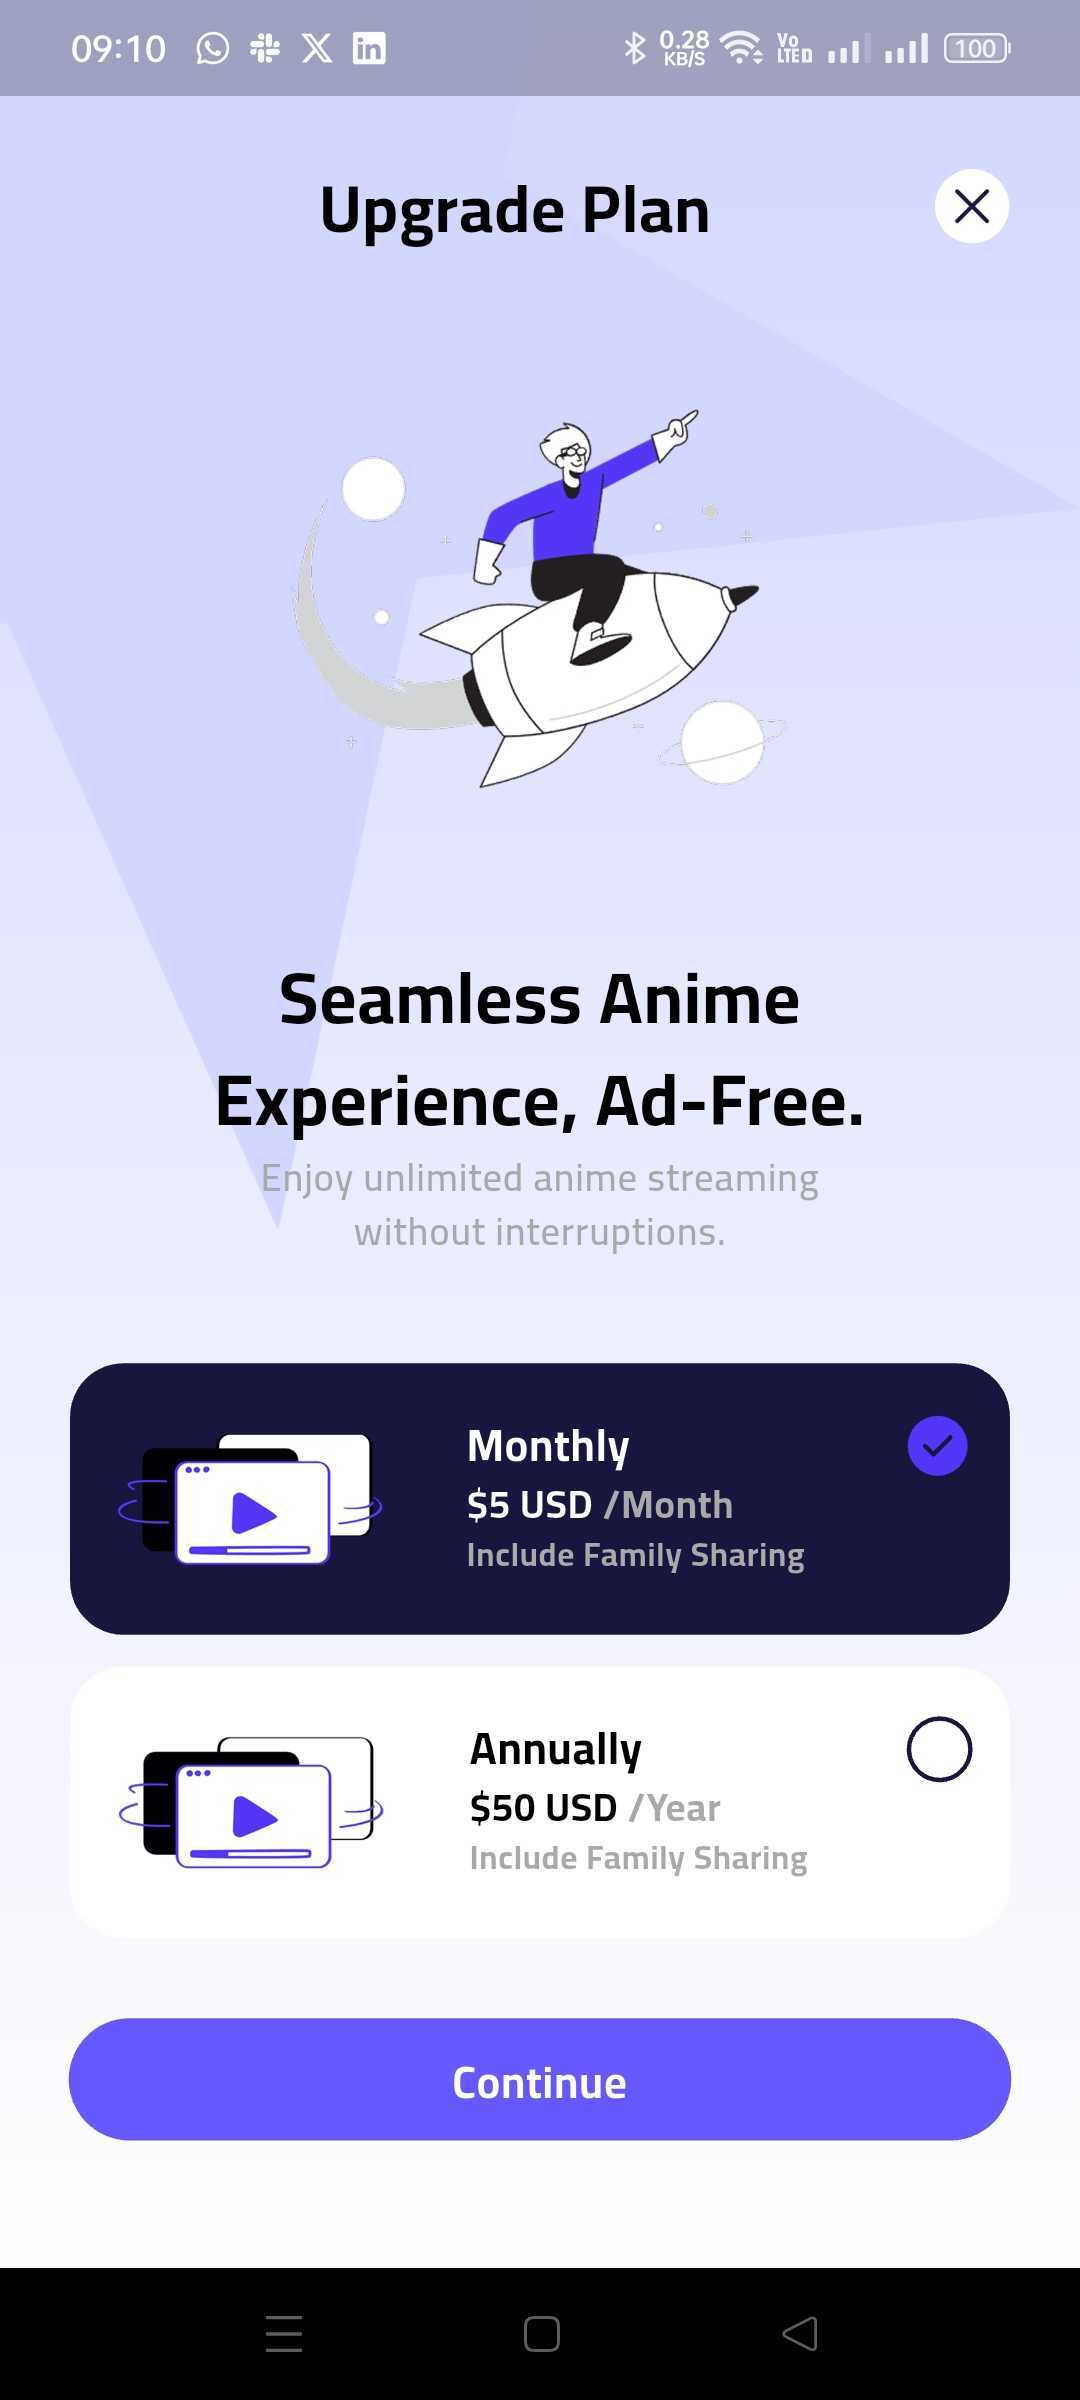 09:10
0.28
KB/S
Vo
LTE
100
Upgrade Plan
Seamless Anime
Experience, Ad-Free.
Enjoy unlimited anime streaming
without interruptions.
Monthly
$5 USD /Month
Include Family Sharing
Annually
$50 USD /Year
Include Family Sharing
Continue